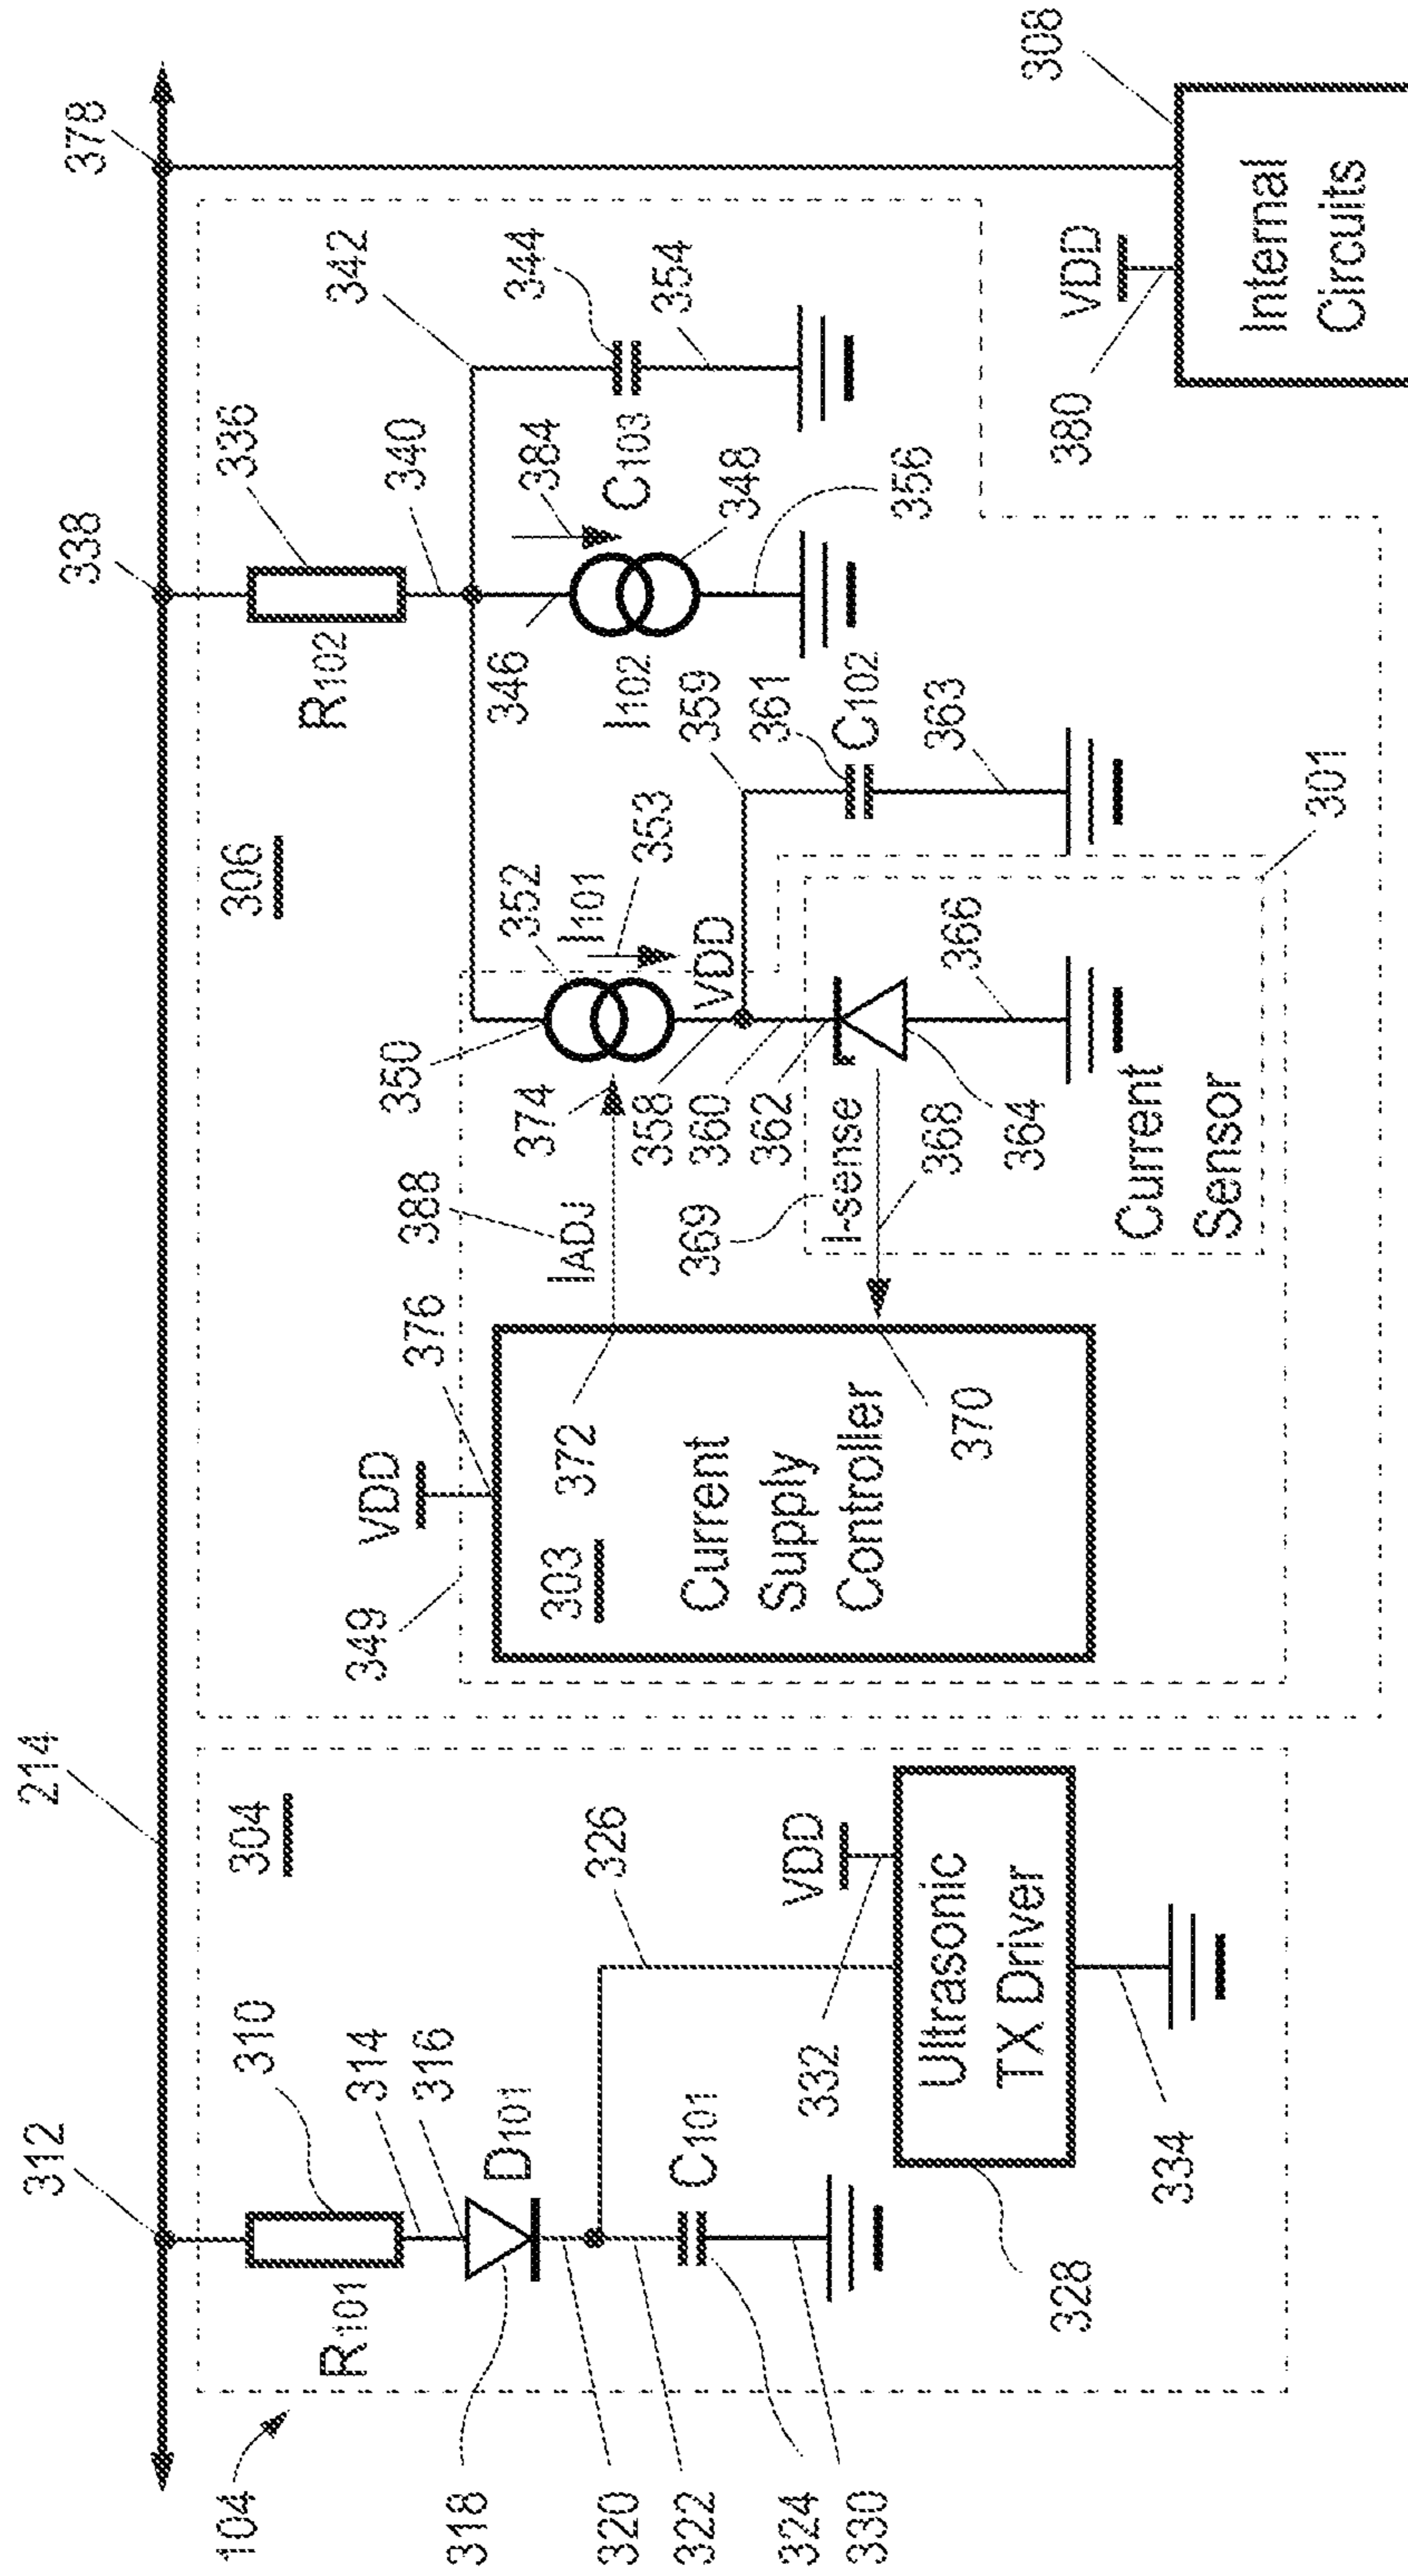 104
312
214
338
378
304
310
R101
314
316
D101
318
320
322
C101
324
330
326
VDD
332
Ultrasonic
TX Driver
328
334
306
336
R102
340
342
344
354
384
C103
346
I102
348
356
349
VDD
376
303
372
Current
Supply
Controller
370
388
IADJ
374
350
352
I101
353
358
VDD
359
360
361
C102
362
363
369
I-sense
368
364
366
Current
Sensor
301
308
VDD
380
Internal
Circuits